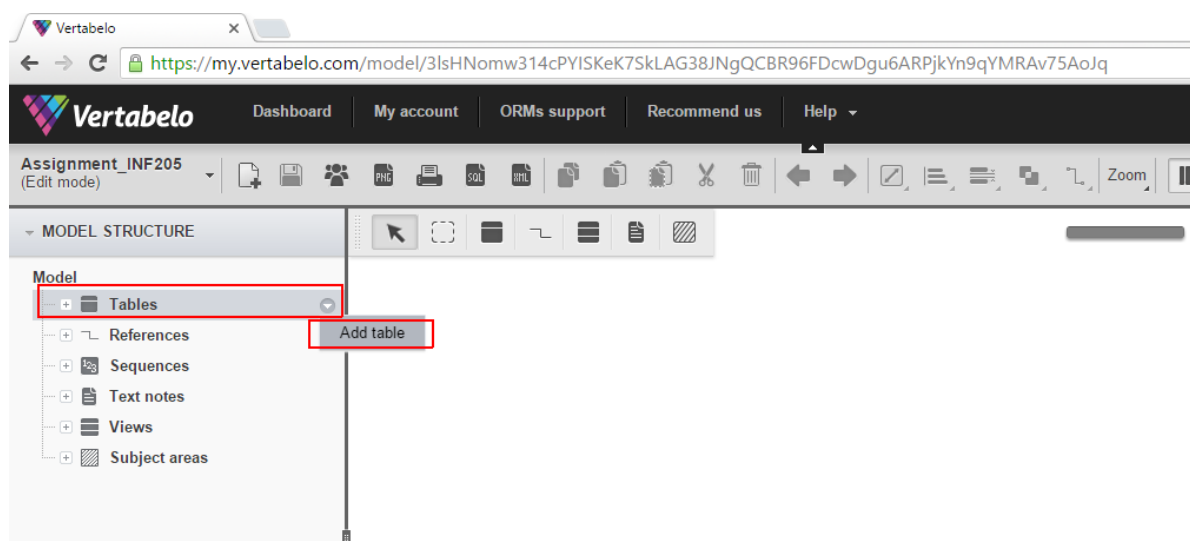 Vertabelo
https://my.vertabelo.com/model/3lsHNomw314cPYISKeK7SkLAG38JNgQCBR96FDcwDgu6ARPjkYn9qYMRAv75AoJq
Vertabelo Dashboard My account ORMs support Recommend us Help
Assignment_INF205
(Edit mode)
PNG SQL XML Zoom
MODEL STRUCTURE
Model
Tables
Add table
References
123 Sequences
Text notes
Views
Subject areas